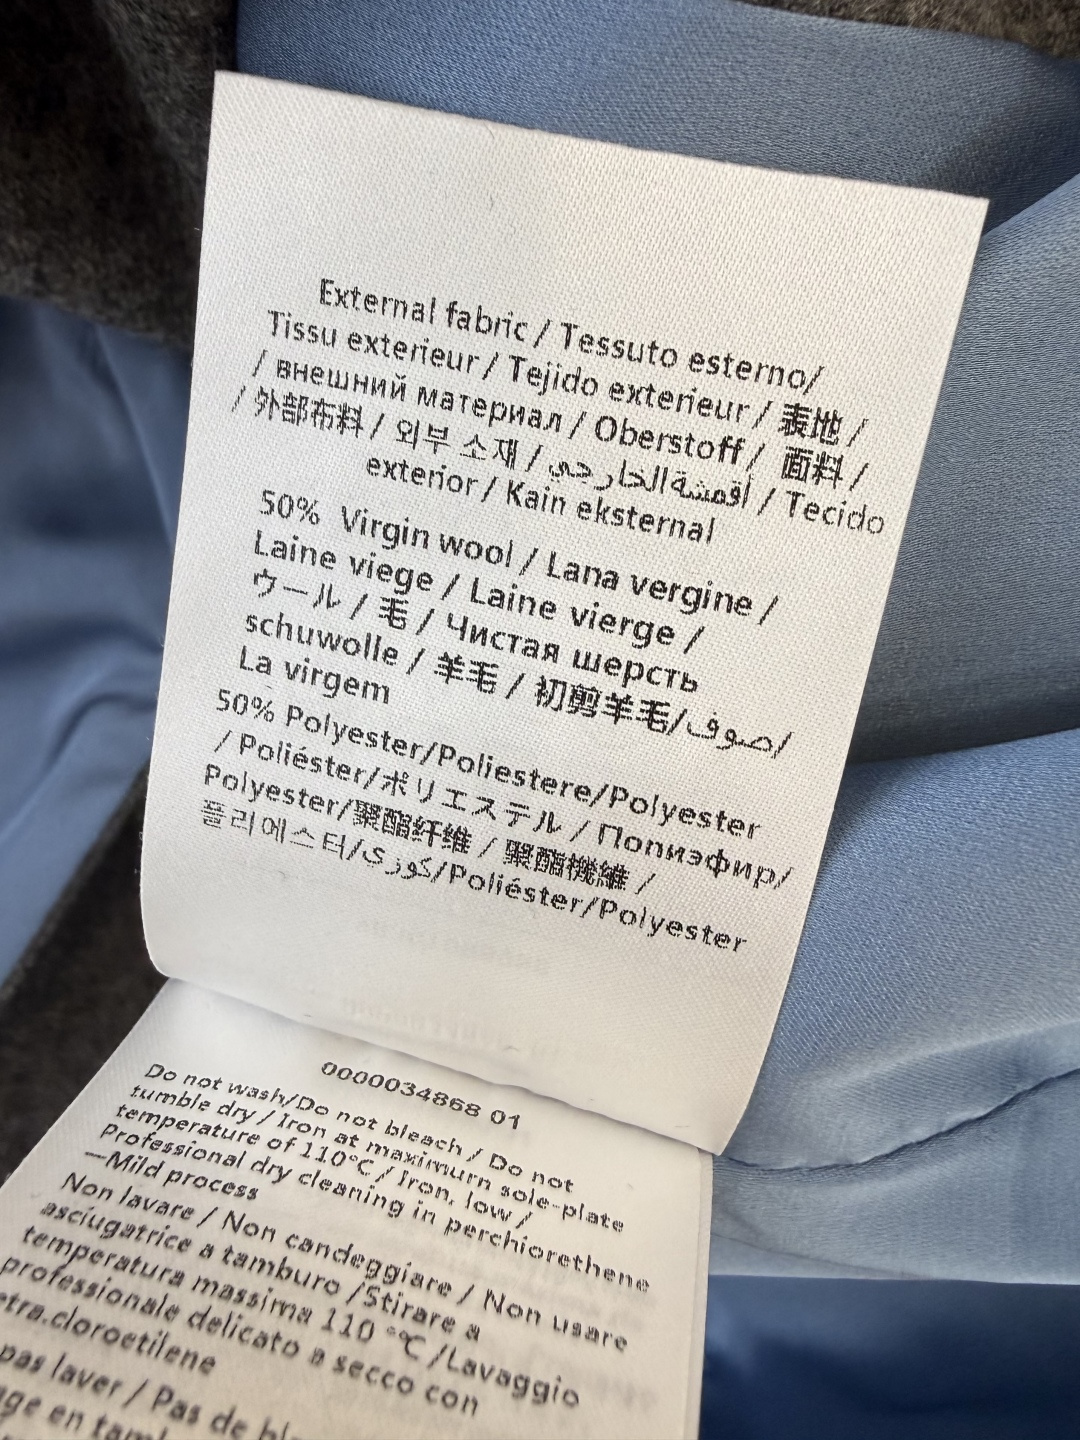 External fabric / Tessuto esterno/
Tissu exterieur / Tejido exterieur / 表地 /
/ внешний материал / Oberstoff / 面料 /
/ 外部布料 / 외부 소재 / أقمشة الخارجي / Tecido
exterior / Kain eksternal
50% Virgin wool / Lana vergine /
Laine viege / Laine vierge /
ウール / 毛 / Чистая шерсть
schuwolle / 羊毛 / 初剪羊毛/صوف/
La virgem
50% Polyester/Poliestere/Polyester
/ Poliéster/ポリエステル / Полиэфир/
Polyester/聚酯纤维 / 聚酯機維 /
폴리에스터/كوزى/Poliéster/Polyester
0000034868 01
Do not wash/Do not bleach / Do not
tumble dry / Iron at maximurn sole-plate
temperature of 110°C / Iron, low /
Professional dry cleaning in perchiorethene
—Mild process
Non lavare / Non candeggiare / Non usare
asciugatrice a tamburo /Stirare a
temperatura massima 110 °℃ /Lavaggio
professionale delicato a secco con
etra.cloroetilene
pas laver / Pas de
age en